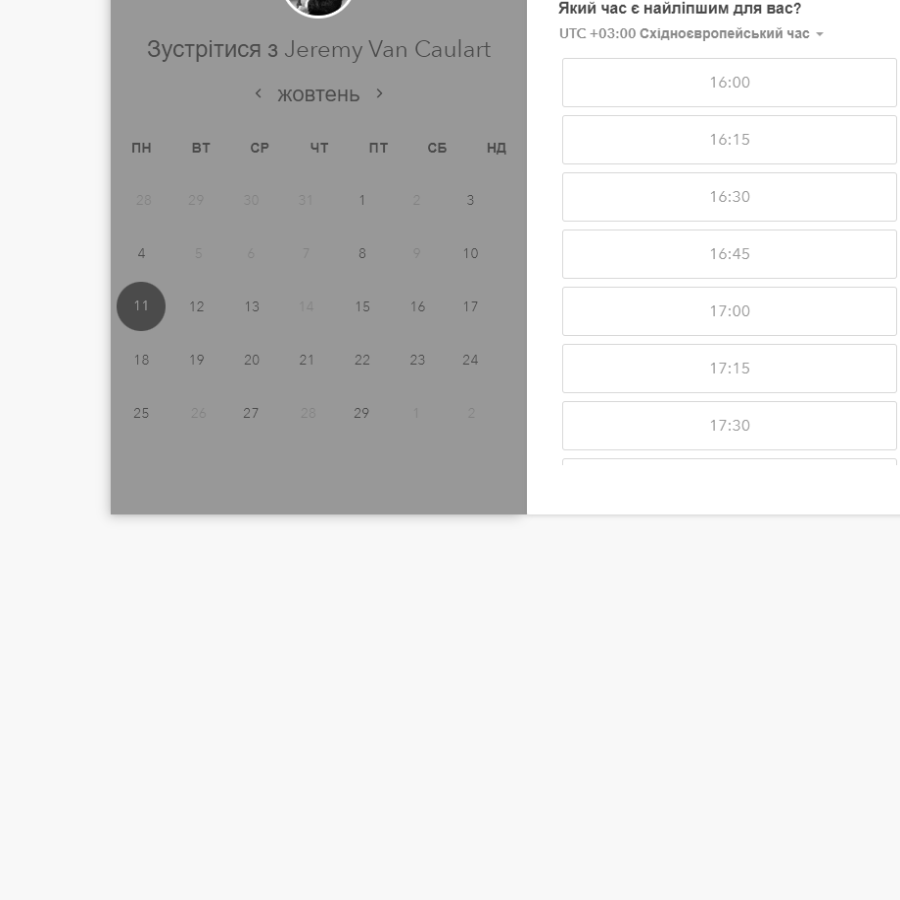 Зустрітися з Jeremy Van Caulart
жовтень
ПН ВТ СР ЧТ ПТ СБ НД
28 29 30 31 1 2 3
4 5 6 7 8 9 10
11 12 13 14 15 16 17
18 19 20 21 22 23 24
25 26 27 28 29 1 2
Який час є найліпшим для вас?
UTC +03:00 Східноєвропейський час
16:00
16:15
16:30
16:45
17:00
17:15
17:30